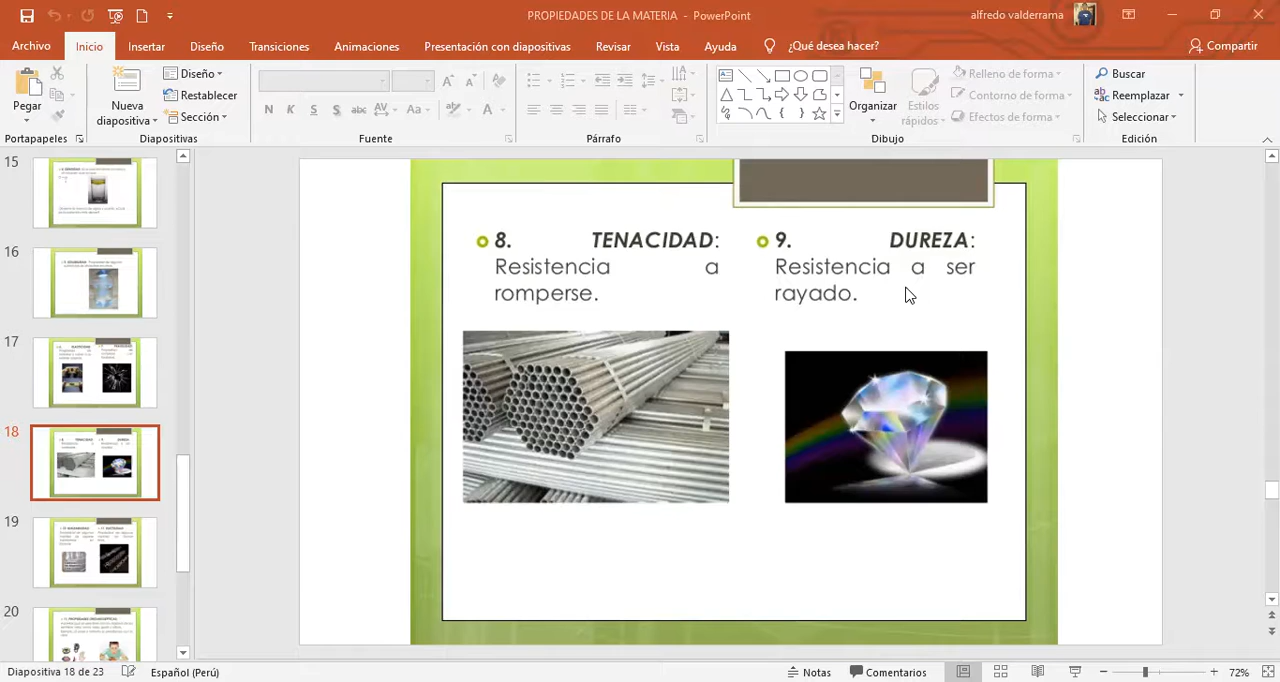 PROPIEDADES DE LA MATERIA - PowerPoint
alfredo valderrama
Archivo Inicio Insertar Diseño Transiciones Animaciones Presentación con diapositivas Revisar Vista Ayuda ¿Qué desea hacer? Compartir
Pegar
Nueva diapositiva
Diseño
Restablecer
Sección
N K S S abc AV Aa A
Organizar
Estilos rápidos
Relleno de forma
Contorno de forma
Efectos de forma
Buscar
Reemplazar
Seleccionar
Portapapeles Diapositivas Fuente Párrafo Dibujo Edición
15
16
17
18
19
20
8. TENACIDAD:
Resistencia a
romperse.
9. DUREZA:
Resistencia a ser
rayado.
Diapositiva 18 de 23 Español (Perú) Notas Comentarios 72%